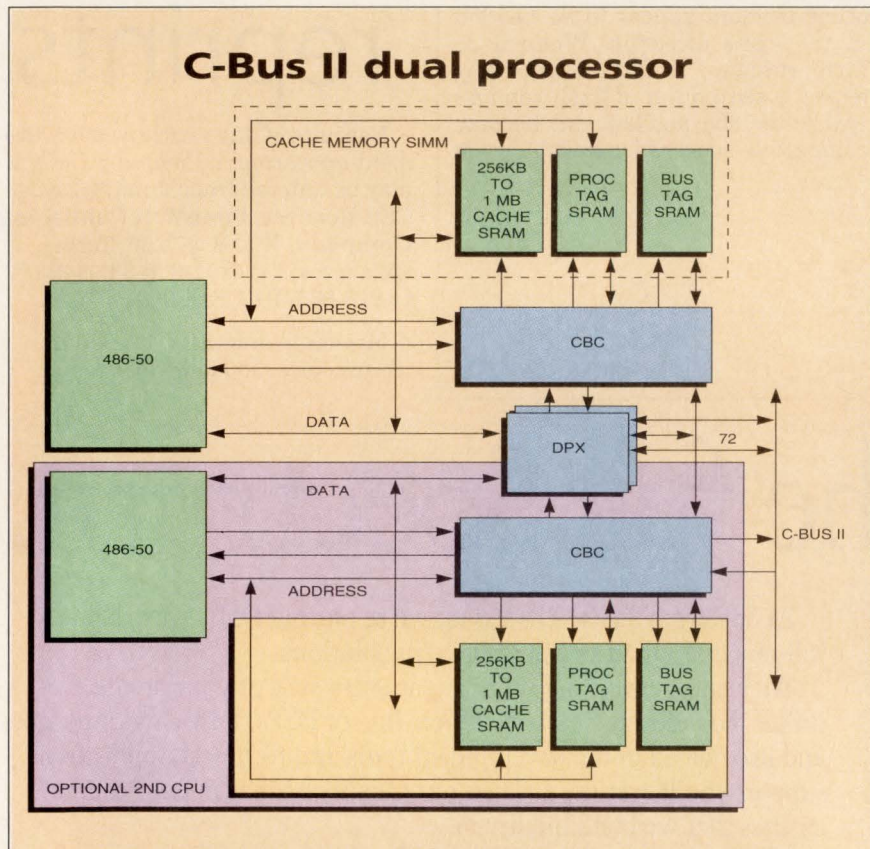 C-Bus II dual processor
CACHE MEMORY SIMM
256KB
TO
1 MB
CACHE
SRAM
PROC
TAG
SRAM
BUS
TAG
SRAM
486-50
ADDRESS
CBC
DATA
DPX
72
486-50
DATA
CBC
C-BUS II
ADDRESS
256KB
TO
1 MB
CACHE
SRAM
PROC
TAG
SRAM
BUS
TAG
SRAM
OPTIONAL 2ND CPU